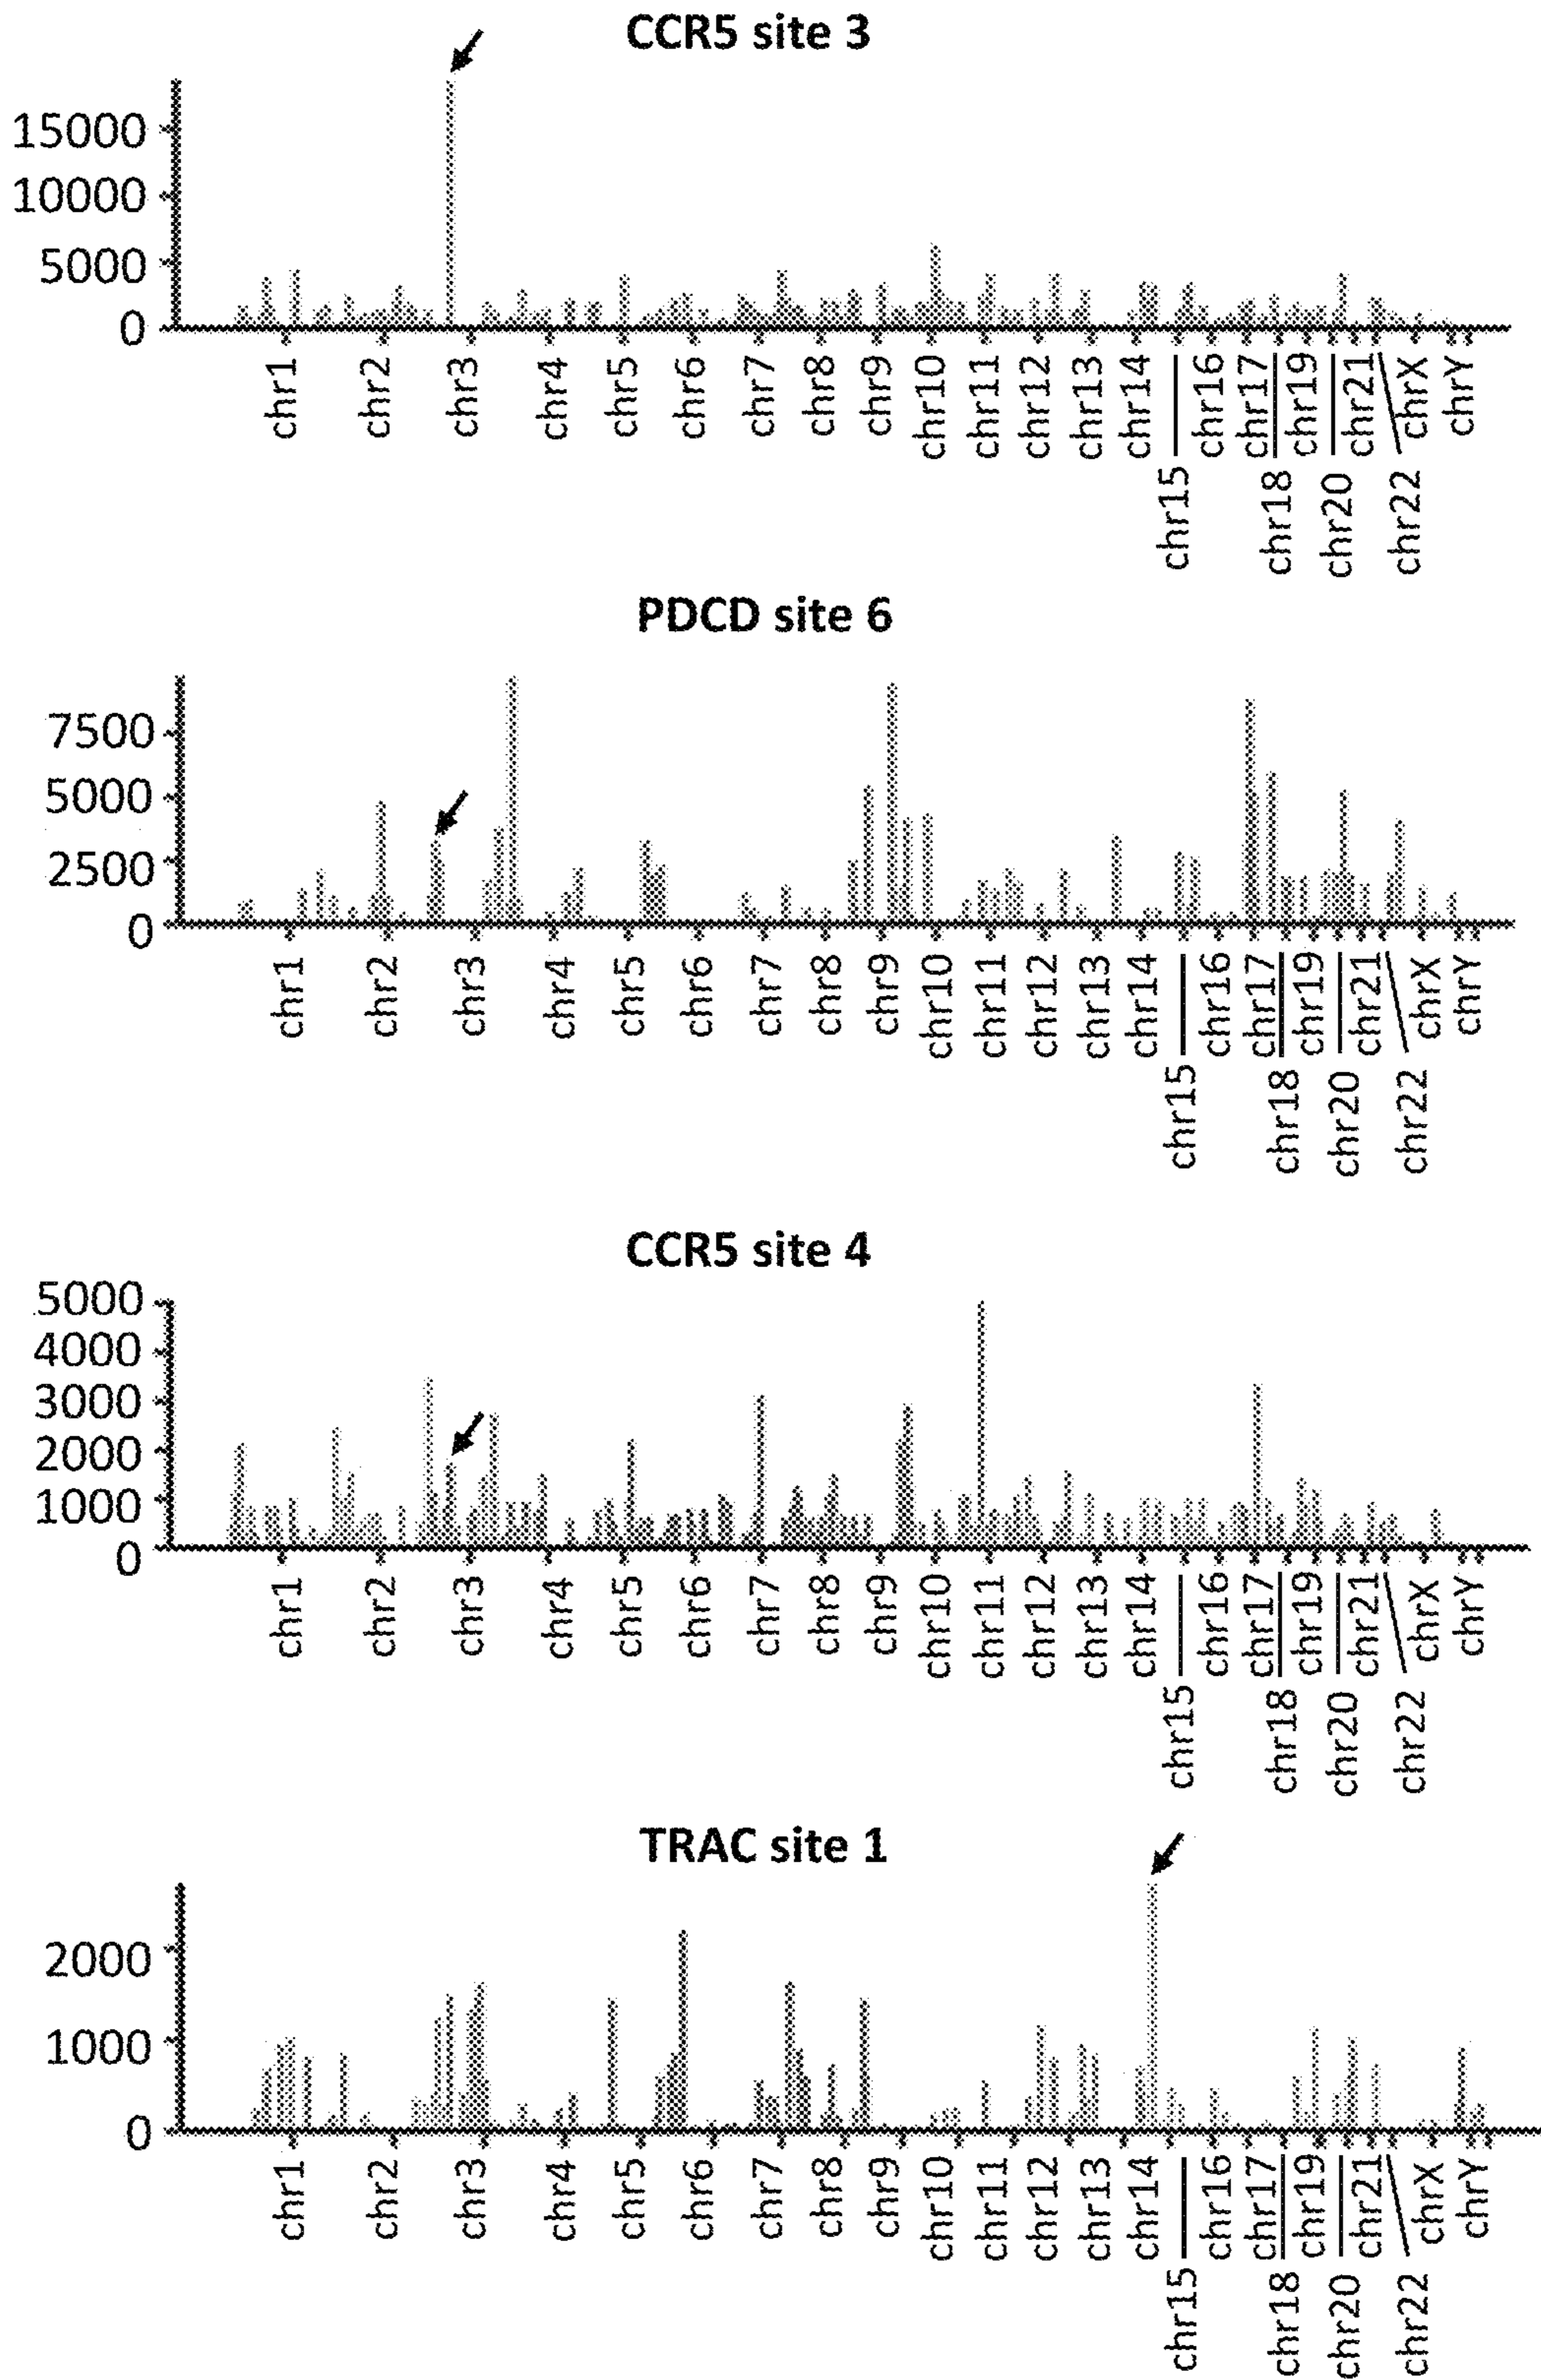 CCR5 site 3
15000
10000
5000
0
chr1 chr2 chr3 chr4 chr5 chr6 chr7 chr8 chr9 chr10 chr11 chr12 chr13 chr14 chr16 chr17 chr19 chr21 chrX chrY
chr15 chr18 chr20 chr22
PDCD site 6
7500
5000
2500
0
chr1 chr2 chr3 chr4 chr5 chr6 chr7 chr8 chr9 chr10 chr11 chr12 chr13 chr14 chr16 chr17 chr19 chr21 chrX chrY
chr15 chr18 chr20 chr22
CCR5 site 4
5000
4000
3000
2000
1000
0
chr1 chr2 chr3 chr4 chr5 chr6 chr7 chr8 chr9 chr10 chr11 chr12 chr13 chr14 chr16 chr17 chr19 chr21 chrX chrY
chr15 chr18 chr20 chr22
TRAC site 1
2000
1000
0
chr1 chr2 chr3 chr4 chr5 chr6 chr7 chr8 chr9 chr10 chr11 chr12 chr13 chr14 chr16 chr17 chr19 chr21 chrX chrY
chr15 chr18 chr20 chr22